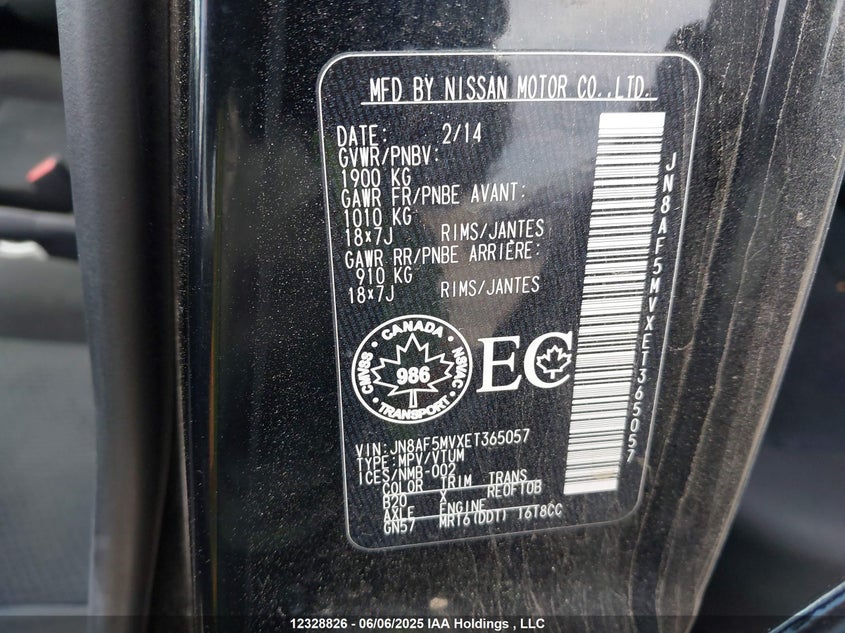 MFD BY NISSAN MOTOR CO.,LTD.
DATE: 2/14
GVWR/PNBV:
1900 KG
GAWR FR/PNBE AVANT:
1010 KG
18x7J RIMS/JANTES
GAWR RR/PNBE ARRIÈRE:
910 KG
18x7J RIMS/JANTES
CANADA
CMVSS 986 NSVAC
TRANSPORT
EC
VIN:JN8AF5MVXET365057
TYPE:MPV/VTUM
ICES/NMB-002
COLOR TRIM TRANS
B20 X RE0F10B
AXLE ENGINE
GN57 MR16(DDT) 1618CC
JN8AF5MVXET365057
12328826 - 06/06/2025 IAA Holdings , LLC